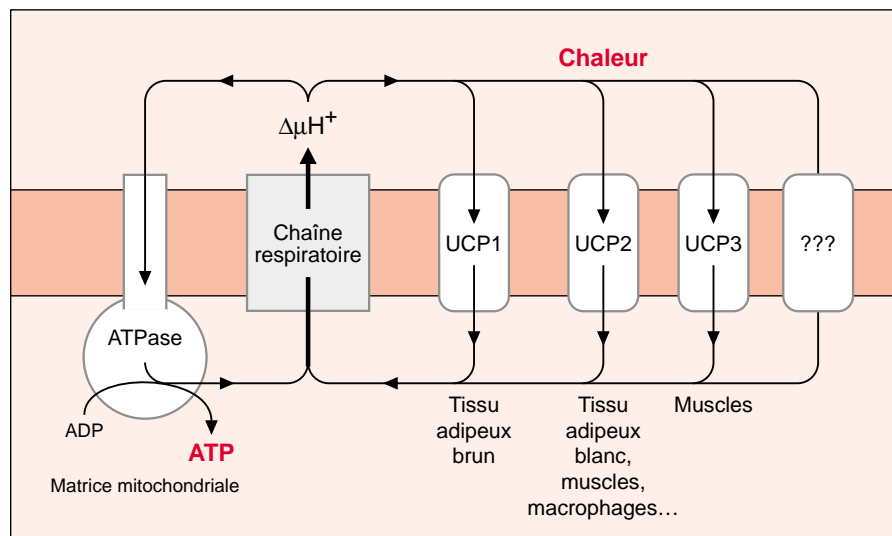 Chaleur
ΔμH+
Chaîne
respiratoire
UCP1
UCP2
UCP3
???
ATPase
ADP
ATP
Matrice mitochondriale
Tissu
adipeux
brun
Tissu
adipeux
blanc,
muscles,
macrophages…
Muscles